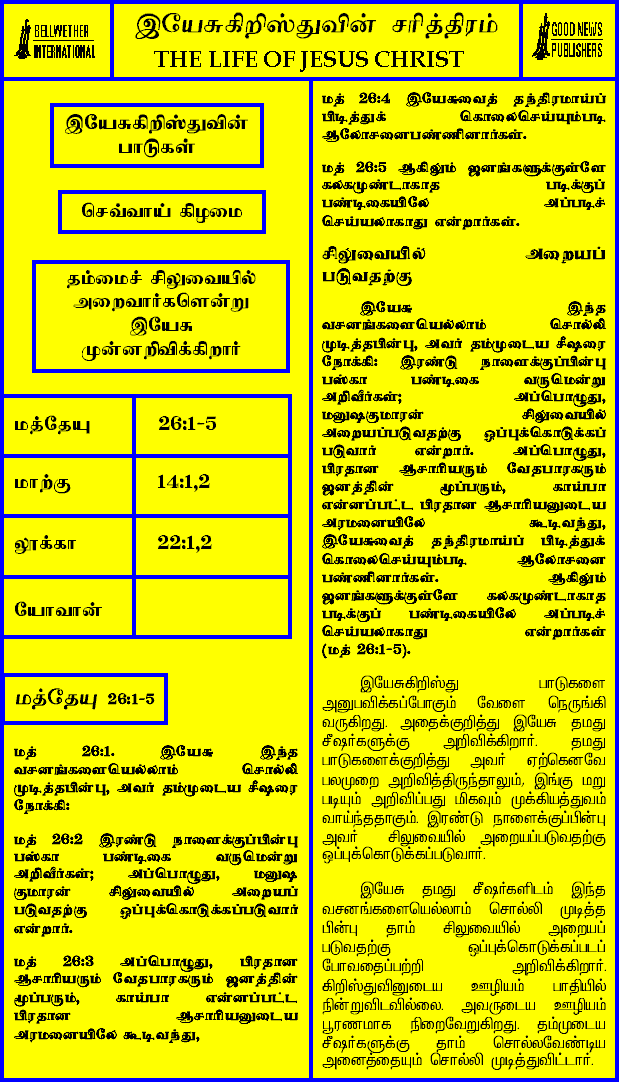 BELLWETHER
INTERNATIONAL
இயேசுகிறிஸ்துவின் சரித்திரம்
THE LIFE OF JESUS CHRIST
GOOD NEWS
PUBLISHERS
இயேசுகிறிஸ்துவின்
பாடுகள்
செவ்வாய் கிழமை
தம்மைச் சிலுவையில்
அறைவார்களென்று
இயேசு
முன்னறிவிக்கிறார்
மத்தேயு 26:1-5
மாற்கு 14:1,2
லூக்கா 22:1,2
யோவான்
மத்தேயு 26:1-5
மத் 26:1. இயேசு இந்த
வசனங்களையெல்லாம் சொல்லி
முடித்தபின்பு, அவர் தம்முடைய சீஷரை
நோக்கி:
மத் 26:2 இரண்டு நாளைக்குப்பின்பு
பஸ்கா பண்டிகை வருமென்று
அறிவீர்கள்; அப்பொழுது, மனுஷ
குமாரன் சிலுவையில் அறையப்
படுவதற்கு ஒப்புக்கொடுக்கப்படுவார்
என்றார்.
மத் 26:3 அப்பொழுது, பிரதான
ஆசாரியரும் வேதபாரகரும் ஜனத்தின்
மூப்பரும், காய்பா என்னப்பட்ட
பிரதான ஆசாரியனுடைய
அரமனையிலே கூடிவந்து,
மத் 26:4 இயேசுவைத் தந்திரமாய்ப்
பிடித்துக் கொலைசெய்யும்படி
ஆலோசனைபண்ணினார்கள்.
மத் 26:5 ஆகிலும் ஜனங்களுக்குள்ளே
கலகமுண்டாகாத படிக்குப்
பண்டிகையிலே அப்படிச்
செய்யலாகாது என்றார்கள்.
சிலுவையில் அறையப்
படுவதற்கு
இயேசு இந்த
வசனங்களையெல்லாம் சொல்லி
முடித்தபின்பு, அவர் தம்முடைய சீஷரை
நோக்கி: இரண்டு நாளைக்குப்பின்பு
பஸ்கா பண்டிகை வருமென்று
அறிவீர்கள்; அப்பொழுது,
மனுஷகுமாரன் சிலுவையில்
அறையப்படுவதற்கு ஒப்புக்கொடுக்கப்
படுவார் என்றார். அப்பொழுது,
பிரதான ஆசாரியரும் வேதபாரகரும்
ஜனத்தின் மூப்பரும், காய்பா
என்னப்பட்ட பிரதான ஆசாரியனுடைய
அரமனையிலே கூடிவந்து,
இயேசுவைத் தந்திரமாய்ப் பிடித்துக்
கொலைசெய்யும்படி ஆலோசனை
பண்ணினார்கள். ஆகிலும்
ஜனங்களுக்குள்ளே கலகமுண்டாகாத
படிக்குப் பண்டிகையிலே அப்படிச்
செய்யலாகாது என்றார்கள்
(மத் 26:1-5).
இயேசுகிறிஸ்து பாடுகளை
அனுபவிக்கப்போகும் வேளை நெருங்கி
வருகிறது. அதைக்குறித்து இயேசு தமது
சீஷர்களுக்கு அறிவிக்கிறார். தமது
பாடுகளைக்குறித்து அவர் ஏற்கெனவே
பலமுறை அறிவித்திருந்தாலும், இங்கு மறு
படியும் அறிவிப்பது மிகவும் முக்கியத்துவம்
வாய்ந்ததாகும். இரண்டு நாளைக்குப்பின்பு
அவர் சிலுவையில் அறையப்படுவதற்கு
ஒப்புக்கொடுக்கப்படுவார்.
இயேசு தமது சீஷர்களிடம் இந்த
வசனங்களையெல்லாம் சொல்லி முடித்த
பின்பு தாம் சிலுவையில் அறையப்
படுவதற்கு ஒப்புக்கொடுக்கப்படப்
போவதைப்பற்றி அறிவிக்கிறார்.
கிறிஸ்துவினுடைய ஊழியம் பாதியில்
நின்றுவிடவில்லை. அவருடைய ஊழியம்
பூரணமாக நிறைவேறுகிறது. தம்முடைய
சீஷர்களுக்கு தாம் சொல்லவேண்டிய
அனைத்தையும் சொல்லி முடித்துவிட்டார்.